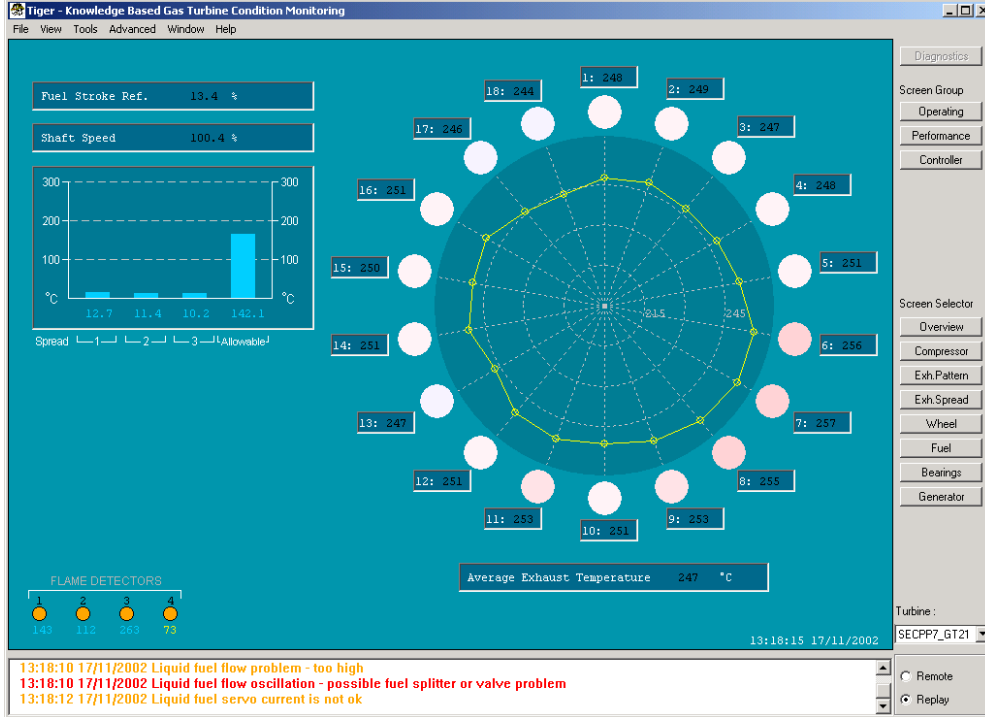 Tiger - Knowledge Based Gas Turbine Condition Monitoring
File View Tools Advanced Window Help
Fuel Stroke Ref. 13.4 %
Shaft Speed 100.4 %
300 300
200 200
100 100
°C °C
12.7 11.4 10.2 142.1
Spread 1 2 3 Allowable
1: 248
2: 249
3: 247
4: 248
5: 251
6: 256
7: 257
8: 255
9: 253
10: 251
11: 253
12: 251
13: 247
14: 251
15: 250
16: 251
17: 246
18: 244
215 245
Average Exhaust Temperature 247 °C
FLAME DETECTORS
1 2 3 4
143 112 263 73
13:18:15 17/11/2002
Diagnostics
Screen Group
Operating
Performance
Controller
Screen Selector
Overview
Compressor
Exh.Pattern
Exh.Spread
Wheel
Fuel
Bearings
Generator
Turbine :
SECPP7_GT21
Remote
Replay
13:18:10 17/11/2002 Liquid fuel flow problem - too high
13:18:10 17/11/2002 Liquid fuel flow oscillation - possible fuel splitter or valve problem
13:18:12 17/11/2002 Liquid fuel servo current is not ok